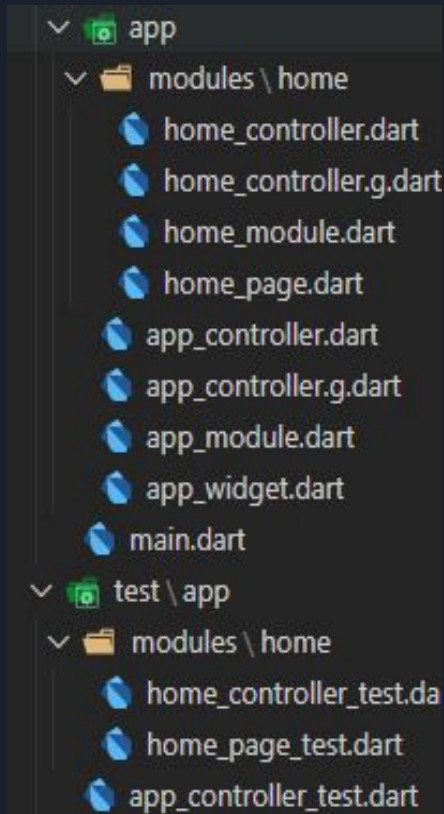 app
modules \ home
home_controller.dart
home_controller.g.dart
home_module.dart
home_page.dart
app_controller.dart
app_controller.g.dart
app_module.dart
app_widget.dart
main.dart
test \ app
modules \ home
home_controller_test.da
home_page_test.dart
app_controller_test.dart